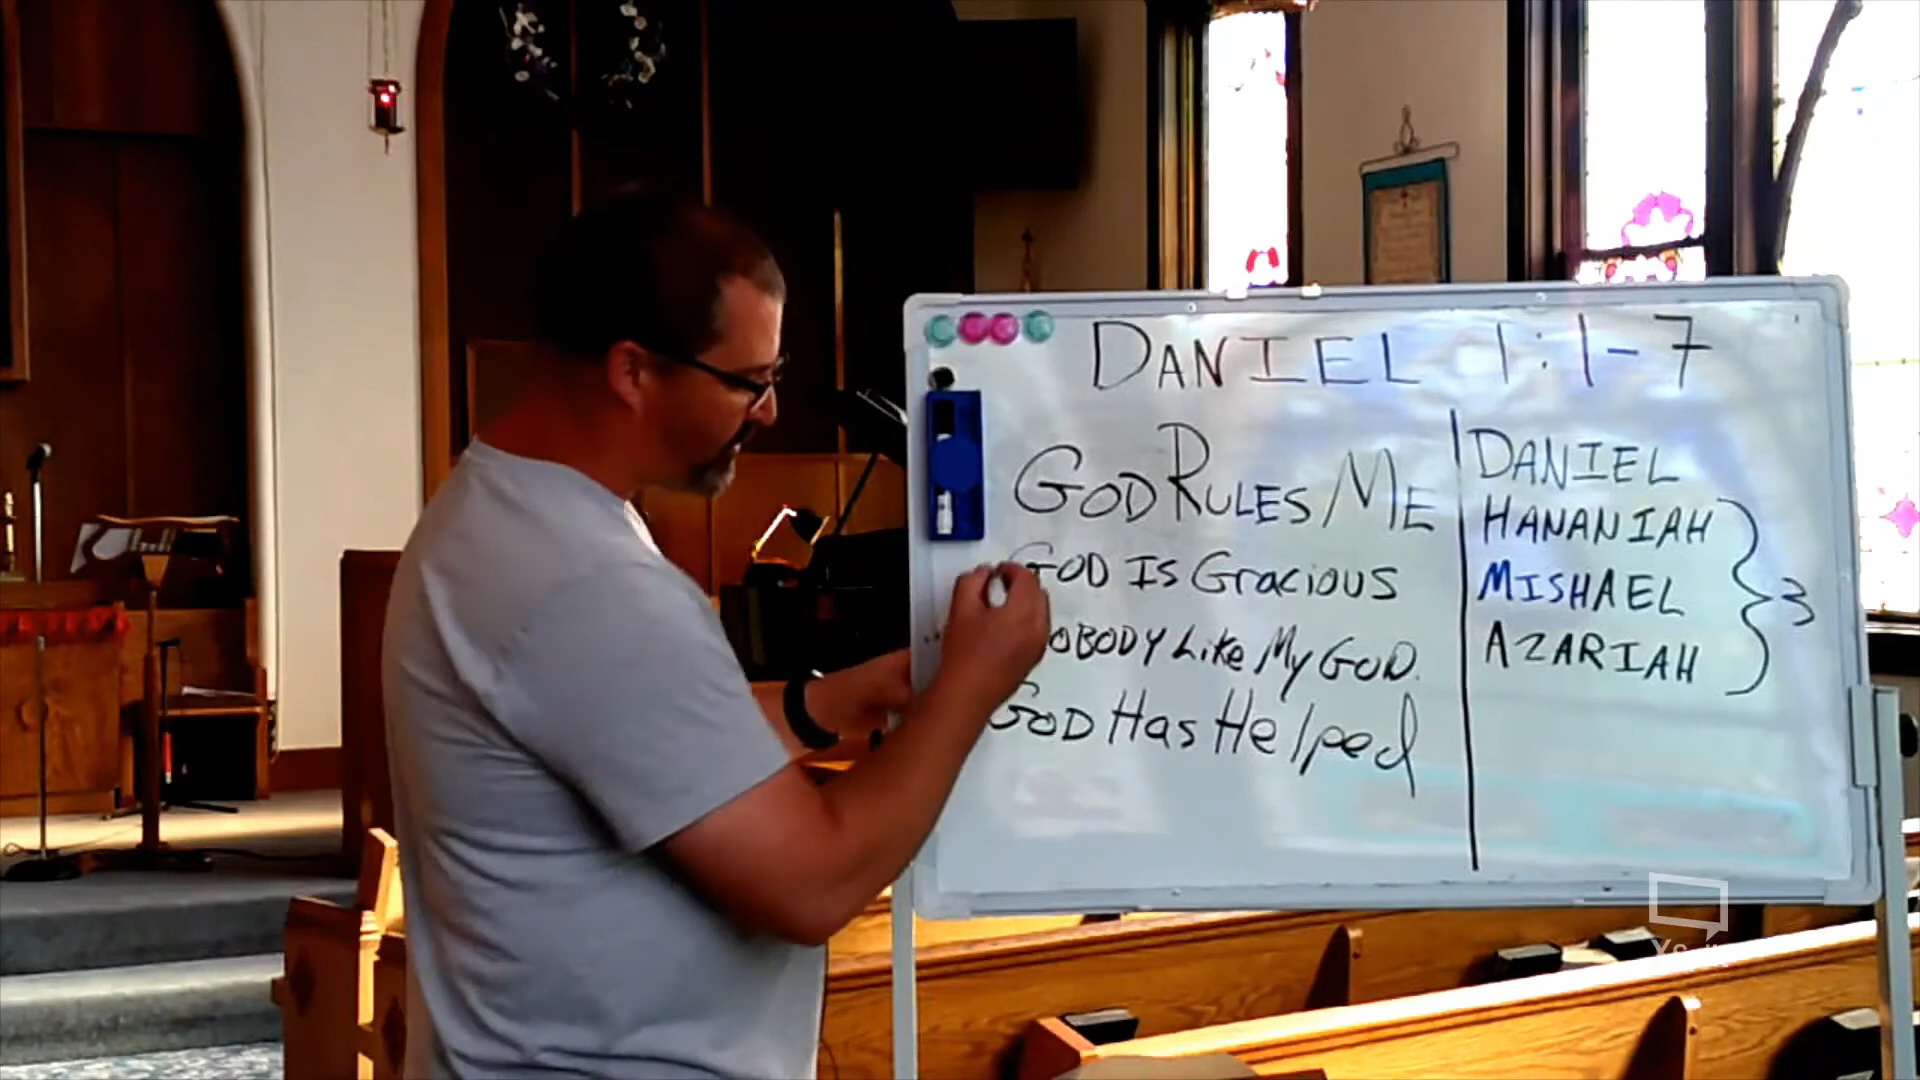 DANIEL 1:1-7
GOD RULES ME
GOD IS Gracious
NOBODY Like My GOD.
GOD Has Helped
DANIEL
HANANIAH
MISHAEL
AZARIAH
3